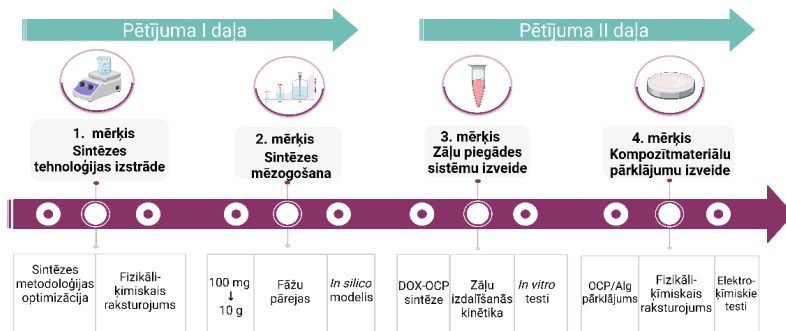 Pētījuma I daļa
Pētījuma II daļa
1. mērķis
Sintēzes
tehnoloģijas izstrāde
2. mērķis
Sintēzes
mēzogošana
3. mērķis
Zāļu piegādes
sistēmu izveide
4. mērķis
Kompozītmateriālu
pārklājumu izveide
Sintēzes
metodoloģijas
optimizācija
Fizikāli-
ķīmiskais
raksturojums
100 mg
↓
10 g
Fāžu
pārejas
In silico
modelis
DOX-OCP
sintēze
Zāļu
izdalīšanās
kinētika
In vitro
testi
OCP/Alg
pārklājums
Fizikāli-
ķīmiskais
raksturojums
Elektro-
ķīmiskie
testi